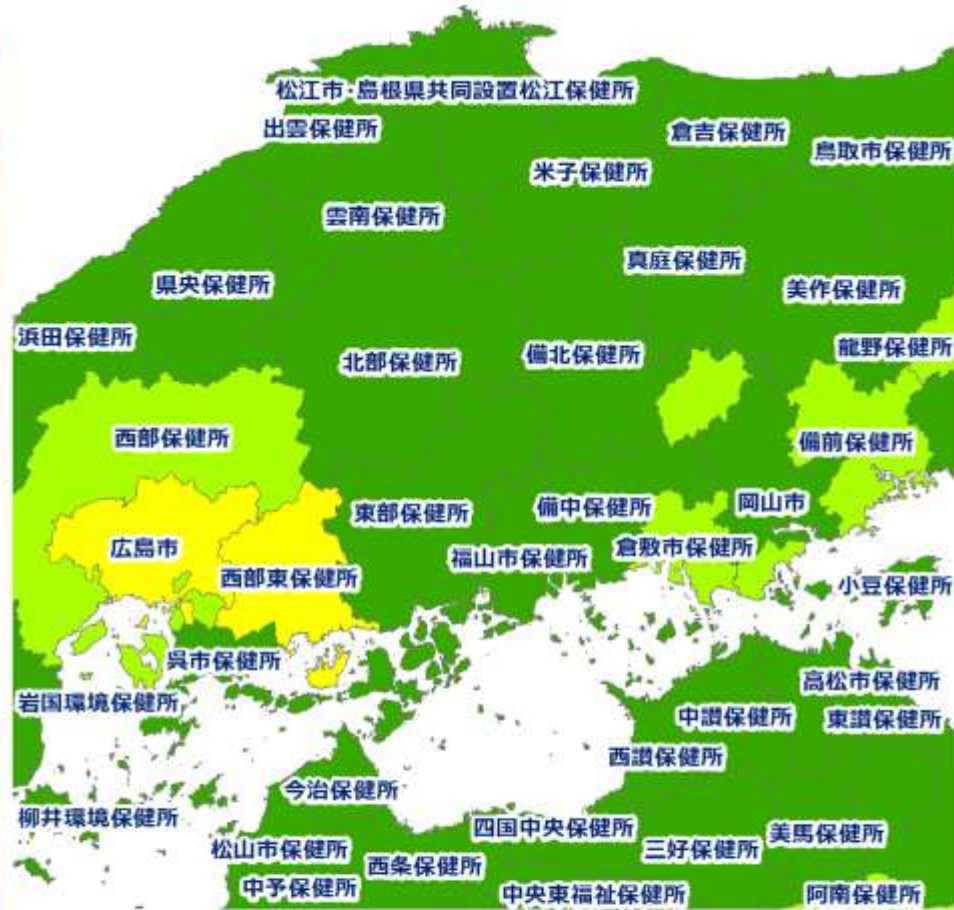 松江市・島根県共同設置松江保健所
出雲保健所
倉吉保健所
鳥取市保健所
米子保健所
雲南保健所
真庭保健所
県央保健所
美作保健所
浜田保健所
北部保健所
備北保健所
龍野保健所
西部保健所
備前保健所
東部保健所
備中保健所
岡山市
広島市
福山市保健所
倉敷市保健所
西部東保健所
小豆保健所
呉市保健所
岩国環境保健所
高松市保健所
中讃保健所
東讃保健所
西讃保健所
今治保健所
柳井環境保健所
四国中央保健所
美馬保健所
松山市保健所
西条保健所
三好保健所
中予保健所
中央東福祉保健所
阿南保健所